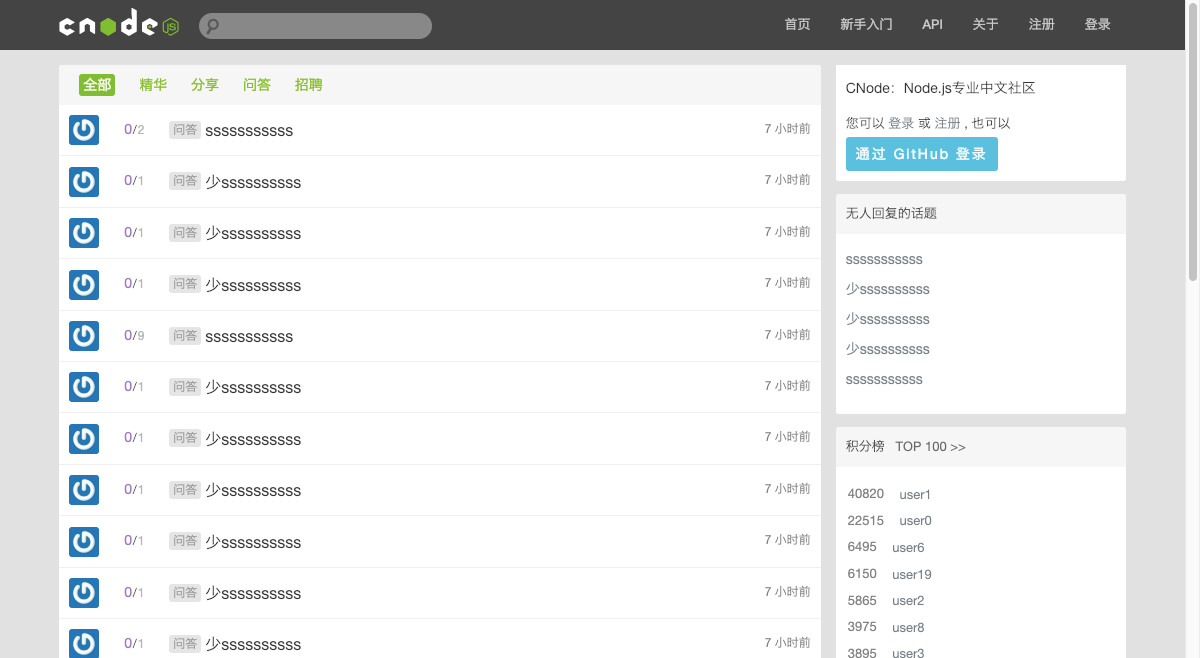 cnode JS
首页 新手入门 API 关于 注册 登录
全部 精华 分享 问答 招聘
0/2 问答 sssssssssss 7 小时前
0/1 问答 少ssssssssss 7 小时前
0/1 问答 少ssssssssss 7 小时前
0/1 问答 少ssssssssss 7 小时前
0/9 问答 sssssssssss 7 小时前
0/1 问答 少ssssssssss 7 小时前
0/1 问答 少ssssssssss 7 小时前
0/1 问答 少ssssssssss 7 小时前
0/1 问答 少ssssssssss 7 小时前
0/1 问答 少ssssssssss 7 小时前
0/1 问答 少ssssssssss 7 小时前
CNode：Node.js专业中文社区
您可以 登录 或 注册 , 也可以
通过 GitHub 登录
无人回复的话题
sssssssssss
少ssssssssss
少ssssssssss
少ssssssssss
sssssssssss
积分榜 TOP 100 >>
40820 user1
22515 user0
6495 user6
6150 user19
5865 user2
3975 user8
3895 user3